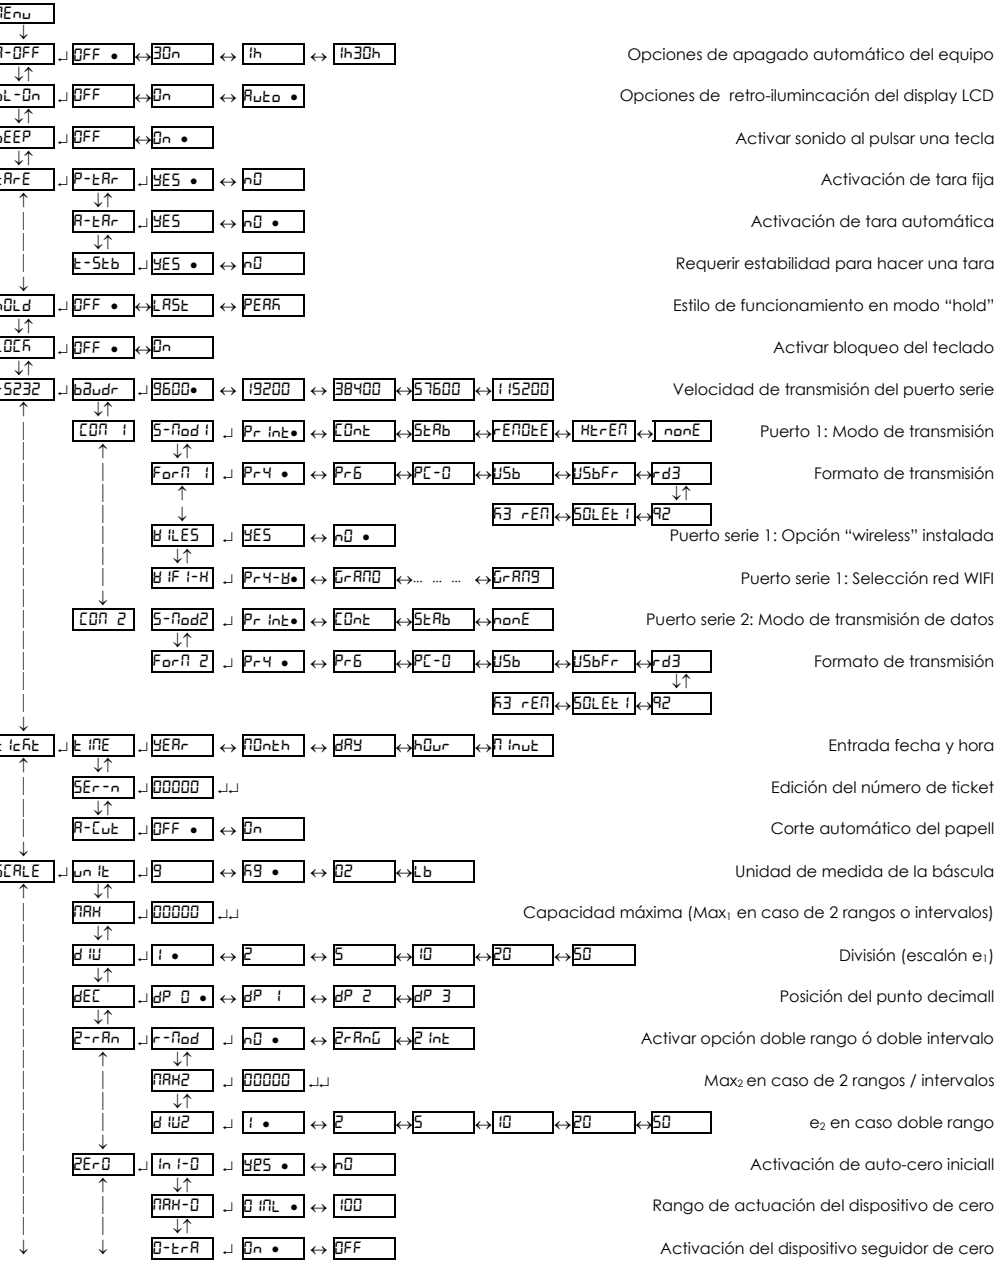 MEnu
A-OFF OFF • 30n 1h 1h30h Opciones de apagado automático del equipo
bL-On OFF On Auto • Opciones de retro-ilumincación del display LCD
bEEP OFF On • Activar sonido al pulsar una tecla
tArE P-tAr YES • nO Activación de tara fija
A-tAr YES nO • Activación de tara automática
t-Stb YES • nO Requerir estabilidad para hacer una tara
hOLd OFF • LASt PEAK Estilo de funcionamiento en modo “hold”
LOCK OFF • On Activar bloqueo del teclado
rS232 baudr 9600• 19200 38400 57600 115200 Velocidad de transmisión del puerto serie
COM 1 S-Mod1 Print• COnt StAb rEMOtE HtrEM nonE Puerto 1: Modo de transmisión
ForM 1 Pr4 • Pr6 PC-0 USb USbFr rd3 Formato de transmisión
K3 rEM SOLEt1 92
WILES YES nO • Puerto serie 1: Opción “wireless” instalada
WIFI-H Pr4-W• GrAM0 ... ... ... GrAM9 Puerto serie 1: Selección red WIFI
COM 2 S-Mod2 Print• COnt StAb nonE Puerto serie 2: Modo de transmisión de datos
ForM 2 Pr4 • Pr6 PC-0 USb USbFr rd3 Formato de transmisión
K3 rEM SOLEt1 92
tIcKt tIME YEAr MOnth dAY hOur MInut Entrada fecha y hora
SEr-n 00000 Edición del número de ticket
A-Cut OFF • On Corte automático del papell
SCALE unIt g Kg • OZ Lb Unidad de medida de la báscula
MAX 00000 Capacidad máxima (Max1 en caso de 2 rangos o intervalos)
dIV 1 • 2 5 10 20 50 División (escalón e1)
dEC dP 0 • dP 1 dP 2 dP 3 Posición del punto decimall
2-rAn r-Mod nO • 2rAnG 2Int Activar opción doble rango ó doble intervalo
MAX2 00000 Max2 en caso de 2 rangos / intervalos
dIV2 1 • 2 5 10 20 50 e2 en caso doble rango
ZErO InI-0 YES • nO Activación de auto-cero iniciall
MAX-0 OIML • 100 Rango de actuación del dispositivo de cero
0-trA On • OFF Activación del dispositivo seguidor de cero